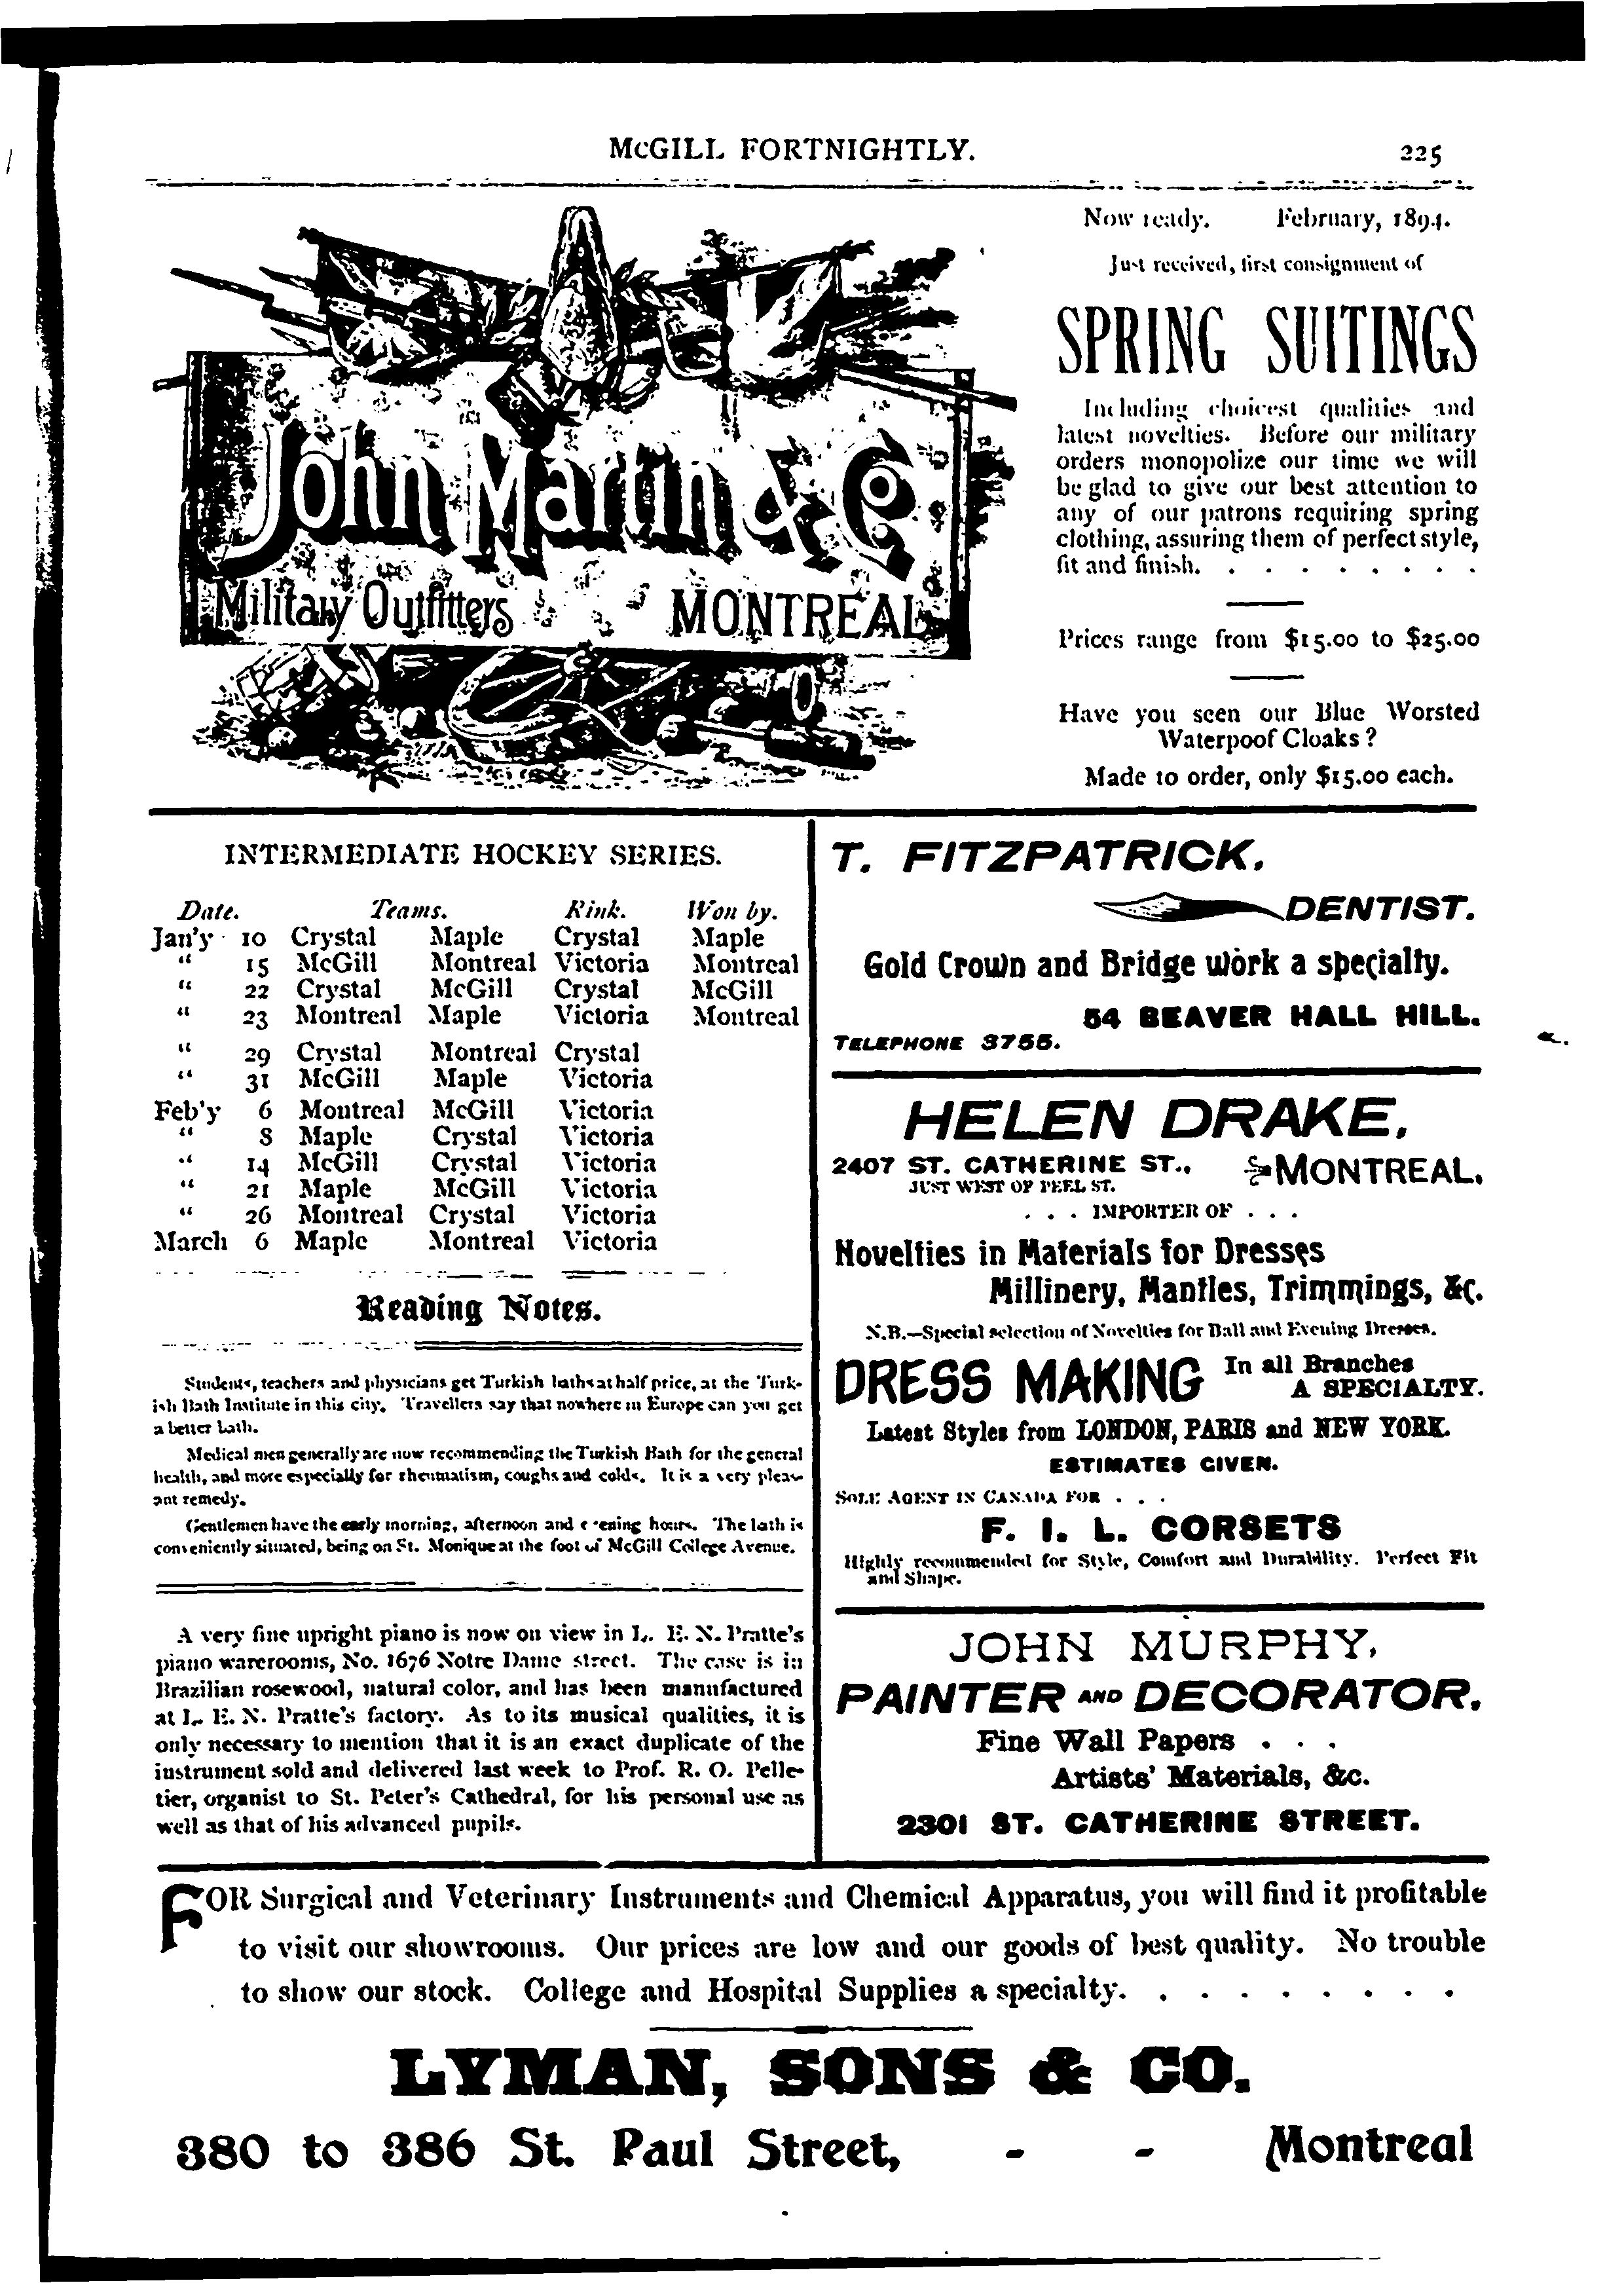 McGILL FORTNIGHTLY. 225
John Martin & Co.
Military Outfitters MONTREAL
Now ready. February, 1894.
Just received, first consignment of
SPRING SUITINGS
Including choicest qualities and
latest novelties. Before our military
orders monopolize our time we will
be glad to give our best attention to
any of our patrons requiring spring
clothing, assuring them of perfect style,
fit and finish. . . . . . . . .
Prices range from $15.00 to $25.00
Have you seen our Blue Worsted
Waterpoof Cloaks ?
Made to order, only $15.00 each.
INTERMEDIATE HOCKEY SERIES.
Date. Teams. Rink. Won by.
Jan'y 10 Crystal Maple Crystal Maple
" 15 McGill Montreal Victoria Montreal
" 22 Crystal McGill Crystal McGill
" 23 Montreal Maple Victoria Montreal
" 29 Crystal Montreal Crystal
" 31 McGill Maple Victoria
Feb'y 6 Montreal McGill Victoria
" 8 Maple Crystal Victoria
" 14 McGill Crystal Victoria
" 21 Maple McGill Victoria
" 26 Montreal Crystal Victoria
March 6 Maple Montreal Victoria
Reading Notes.
Students, teachers and physicians get Turkish baths at half price, at the Turk-
ish Bath Institute in this city. Travellers say that nowhere in Europe can you get
a better bath.
Medical men generally are now recommending the Turkish Bath for the general
health, and more especially for rheumatism, coughs and colds. It is a very pleas-
ant remedy.
Gentlemen have the early morning, afternoon and evening hours. The bath is
conveniently situated, being on St. Monique at the foot of McGill College Avenue.
A very fine upright piano is now on view in L. E. N. Pratte's
piano warerooms, No. 1676 Notre Dame street. The case is in
Brazilian rosewood, natural color, and has been manufactured
at L. E. N. Pratte's factory. As to its musical qualities, it is
only necessary to mention that it is an exact duplicate of the
instrument sold and delivered last week to Prof. R. O. Pelle-
tier, organist to St. Peter's Cathedral, for his personal use as
well as that of his advanced pupils.
T. FITZPATRICK,
DENTIST.
Gold Crown and Bridge work a specialty.
54 BEAVER HALL HILL.
TELEPHONE 3755.
HELEN DRAKE,
2407 ST. CATHERINE ST., MONTREAL,
JUST WEST OF PEEL ST.
. . . IMPORTER OF . . .
Novelties in Materials for Dresses
Millinery, Mantles, Trimmings, &c.
N.B.—Special selection of Novelties for Ball and Evening Dresses.
DRESS MAKING In all Branches
A SPECIALTY.
Latest Styles from LONDON, PARIS and NEW YORK.
ESTIMATES GIVEN.
SOLE AGENT IN CANADA FOR . . .
F. I. L. CORSETS
Highly recommended for Style, Comfort and Durability. Perfect Fit
and Shape.
JOHN MURPHY,
PAINTER AND DECORATOR,
Fine Wall Papers . . .
Artists' Materials, &c.
2301 ST. CATHERINE STREET.
FOR Surgical and Veterinary Instruments and Chemical Apparatus, you will find it profitable
to visit our showrooms. Our prices are low and our goods of best quality. No trouble
to show our stock. College and Hospital Supplies a specialty. . . . . . . . .
LYMAN, SONS & CO.
380 to 386 St. Paul Street, - - Montreal